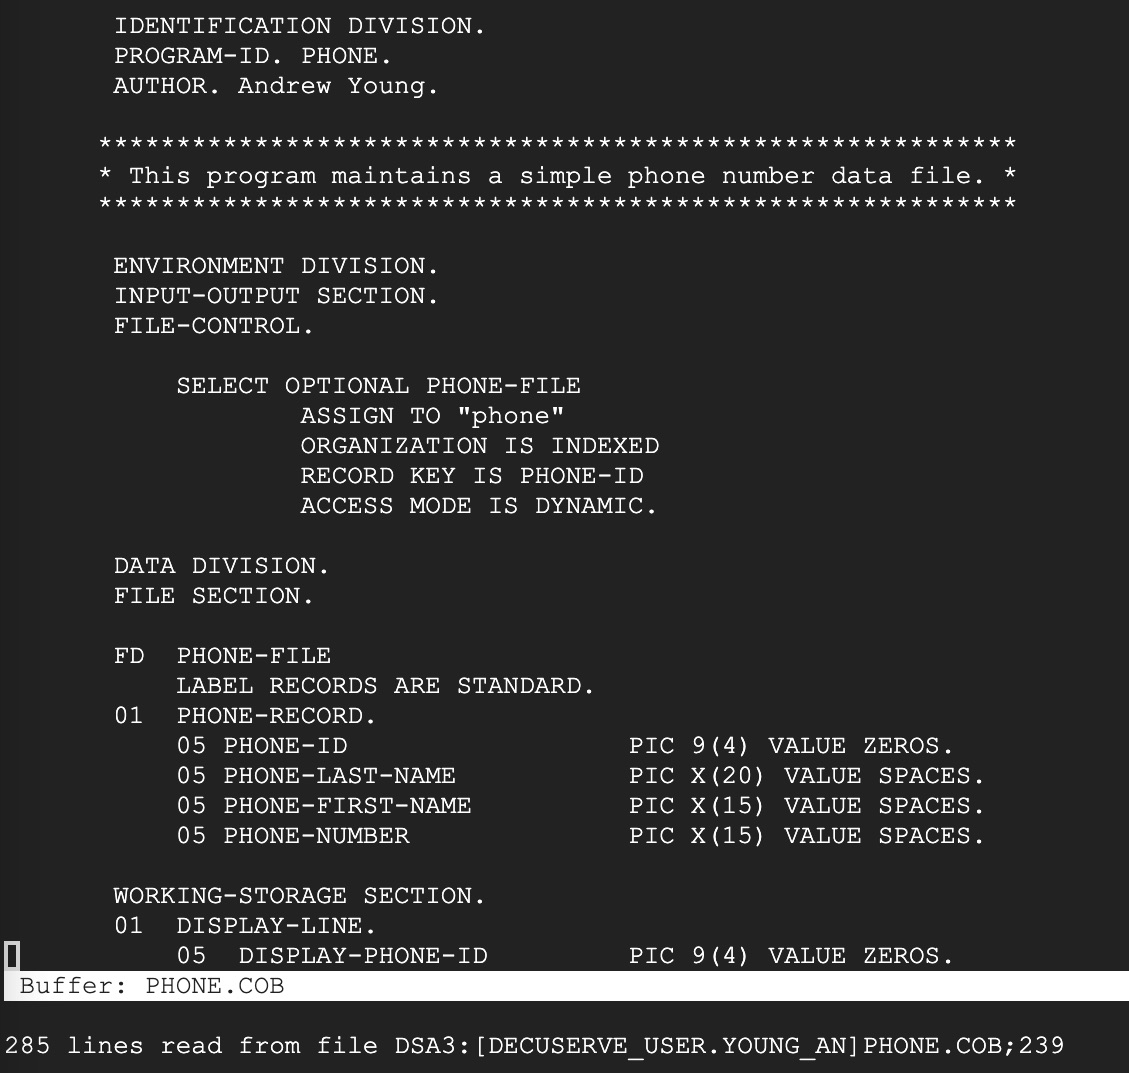 IDENTIFICATION DIVISION.
PROGRAM-ID. PHONE.
AUTHOR. Andrew Young.
***********************************************************
* This program maintains a simple phone number data file. *
***********************************************************
ENVIRONMENT DIVISION.
INPUT-OUTPUT SECTION.
FILE-CONTROL.
SELECT OPTIONAL PHONE-FILE
ASSIGN TO "phone"
ORGANIZATION IS INDEXED
RECORD KEY IS PHONE-ID
ACCESS MODE IS DYNAMIC.
DATA DIVISION.
FILE SECTION.
FD  PHONE-FILE
LABEL RECORDS ARE STANDARD.
01  PHONE-RECORD.
05 PHONE-ID                  PIC 9(4) VALUE ZEROS.
05 PHONE-LAST-NAME           PIC X(20) VALUE SPACES.
05 PHONE-FIRST-NAME          PIC X(15) VALUE SPACES.
05 PHONE-NUMBER              PIC X(15) VALUE SPACES.
WORKING-STORAGE SECTION.
01  DISPLAY-LINE.
05  DISPLAY-PHONE-ID         PIC 9(4) VALUE ZEROS.
Buffer: PHONE.COB
285 lines read from file DSA3:[DECUSERVE_USER.YOUNG_AN]PHONE.COB;239